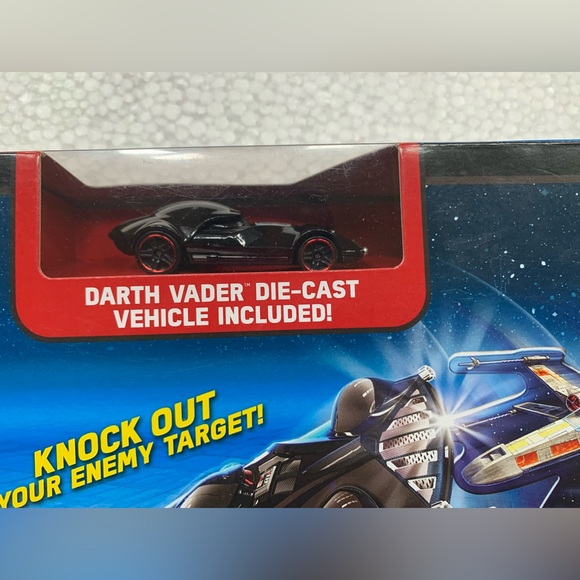 DARTH VADER™ DIE-CAST
VEHICLE INCLUDED!
KNOCK OUT
YOUR ENEMY TARGET!